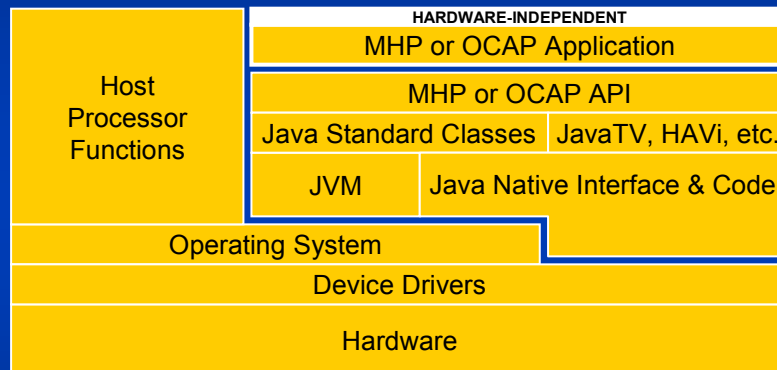 HARDWARE-INDEPENDENT
MHP or OCAP Application
Host
Processor
Functions
MHP or OCAP API
Java Standard Classes
JavaTV, HAVi, etc.
JVM
Java Native Interface & Code
Operating System
Device Drivers
Hardware